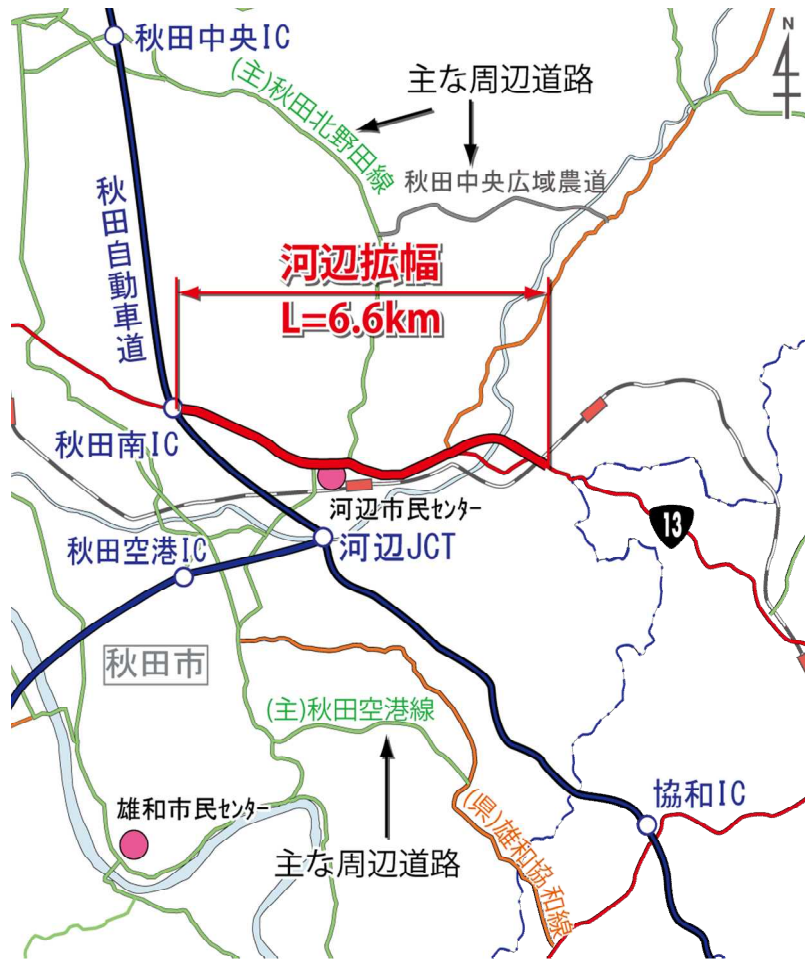 秋田中央IC
N
主な周辺道路
(主)秋田北野田線
秋田中央広域農道
秋田自動車道
河辺拡幅
L=6.6km
秋田南IC
河辺市民センター
13
秋田空港IC
河辺JCT
秋田市
(主)秋田空港線
協和IC
雄和市民センター
(県)雄和協和線
主な周辺道路